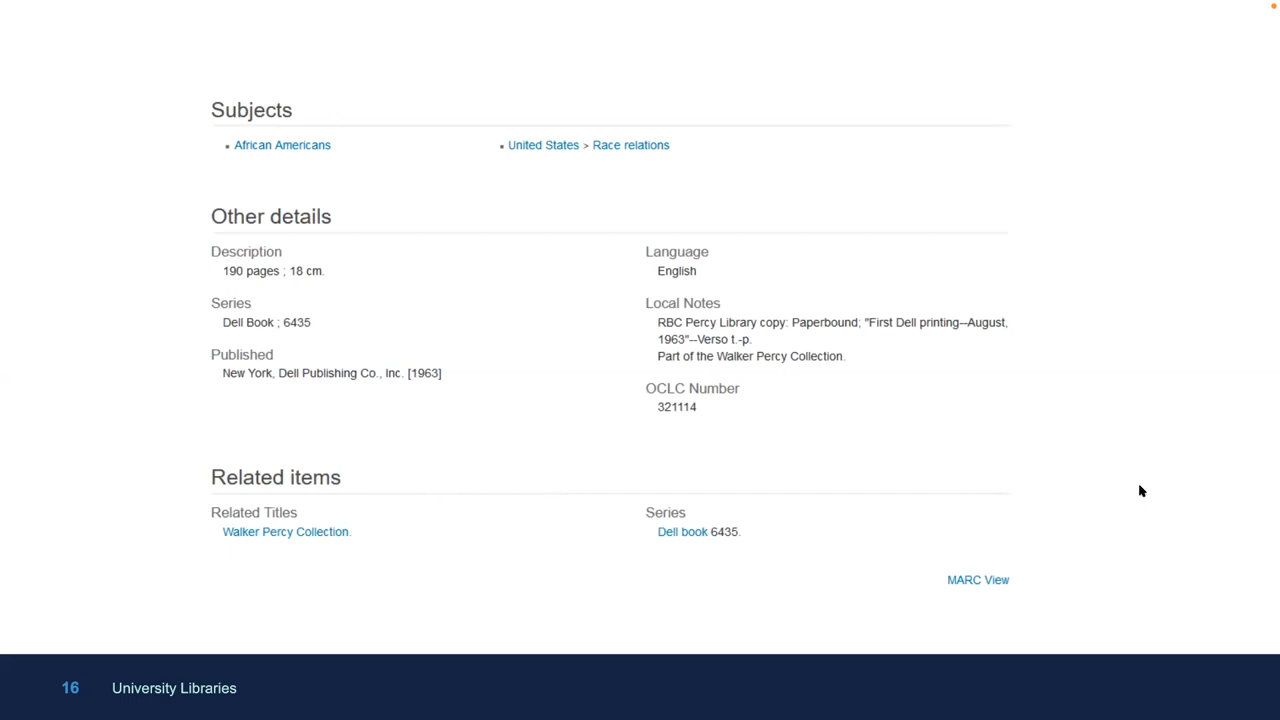 Subjects
African Americans
United States > Race relations
Other details
Description
190 pages ; 18 cm.
Series
Dell Book ; 6435
Published
New York, Dell Publishing Co., Inc. [1963]
Language
English
Local Notes
RBC Percy Library copy: Paperbound; "First Dell printing--August,
1963"--Verso t.-p.
Part of the Walker Percy Collection.
OCLC Number
321114
Related items
Related Titles
Walker Percy Collection.
Series
Dell book 6435.
MARC View
16 University Libraries